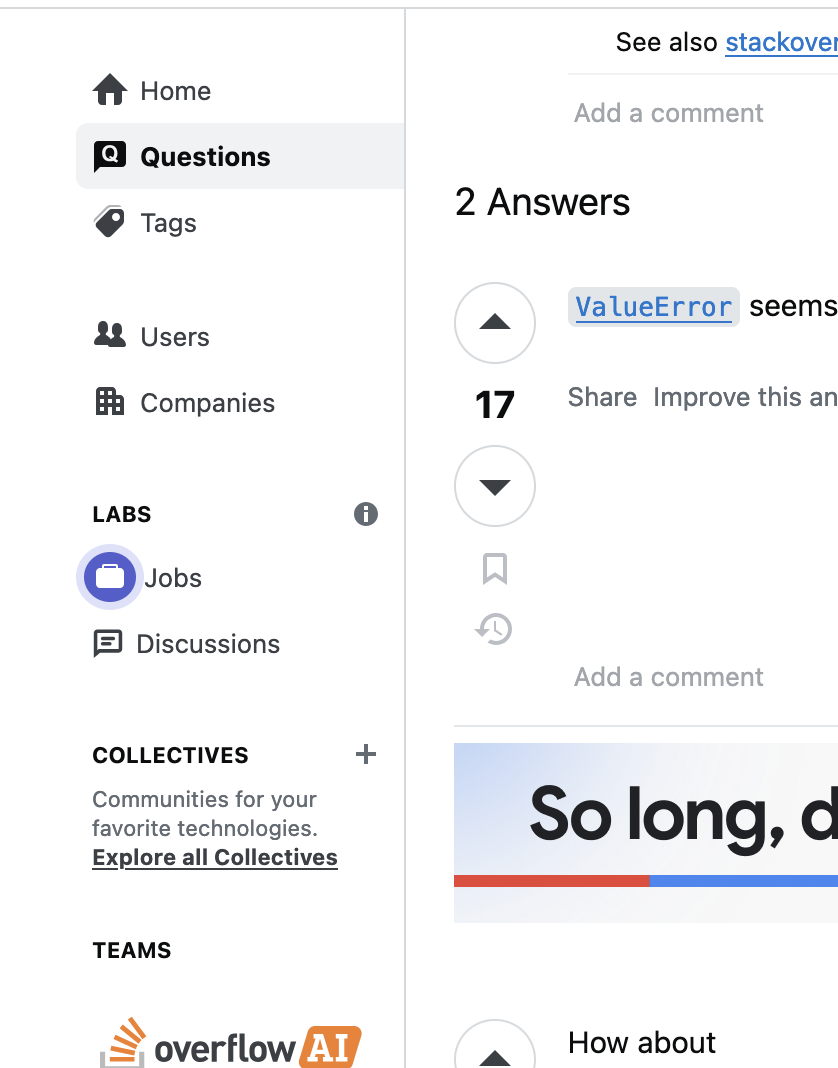 Home
Questions
Tags
Users
Companies
LABS
Jobs
Discussions
COLLECTIVES
Communities for your
favorite technologies.
Explore all Collectives
TEAMS
overflow AI
See also stackover
Add a comment
2 Answers
ValueError seems
17
Share Improve this an
Add a comment
So long, d
How about